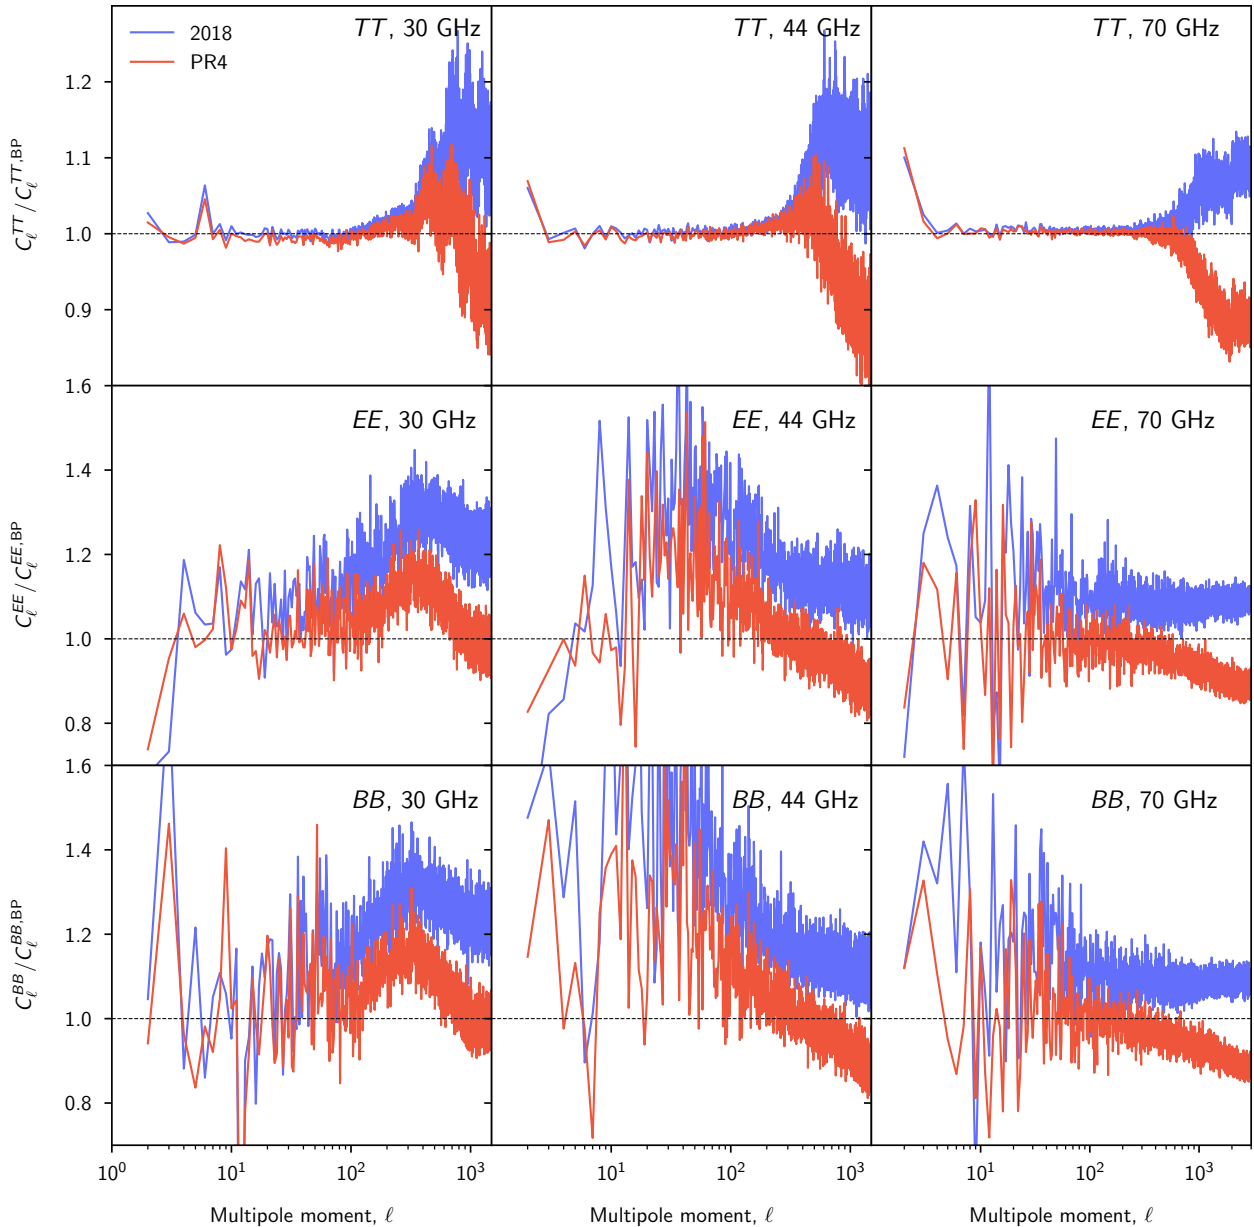 2018
PR4
TT, 30 GHz
TT, 44 GHz
TT, 70 GHz
1.2
1.1
1.0
0.9
C_ℓ^{TT} / C_ℓ^{TT,BP}
EE, 30 GHz
EE, 44 GHz
EE, 70 GHz
1.6
1.4
1.2
1.0
0.8
C_ℓ^{EE} / C_ℓ^{EE,BP}
BB, 30 GHz
BB, 44 GHz
BB, 70 GHz
1.6
1.4
1.2
1.0
0.8
C_ℓ^{BB} / C_ℓ^{BB,BP}
10^0 10^1 10^2 10^3 10^1 10^2 10^3 10^1 10^2 10^3
Multipole moment, ℓ Multipole moment, ℓ Multipole moment, ℓ